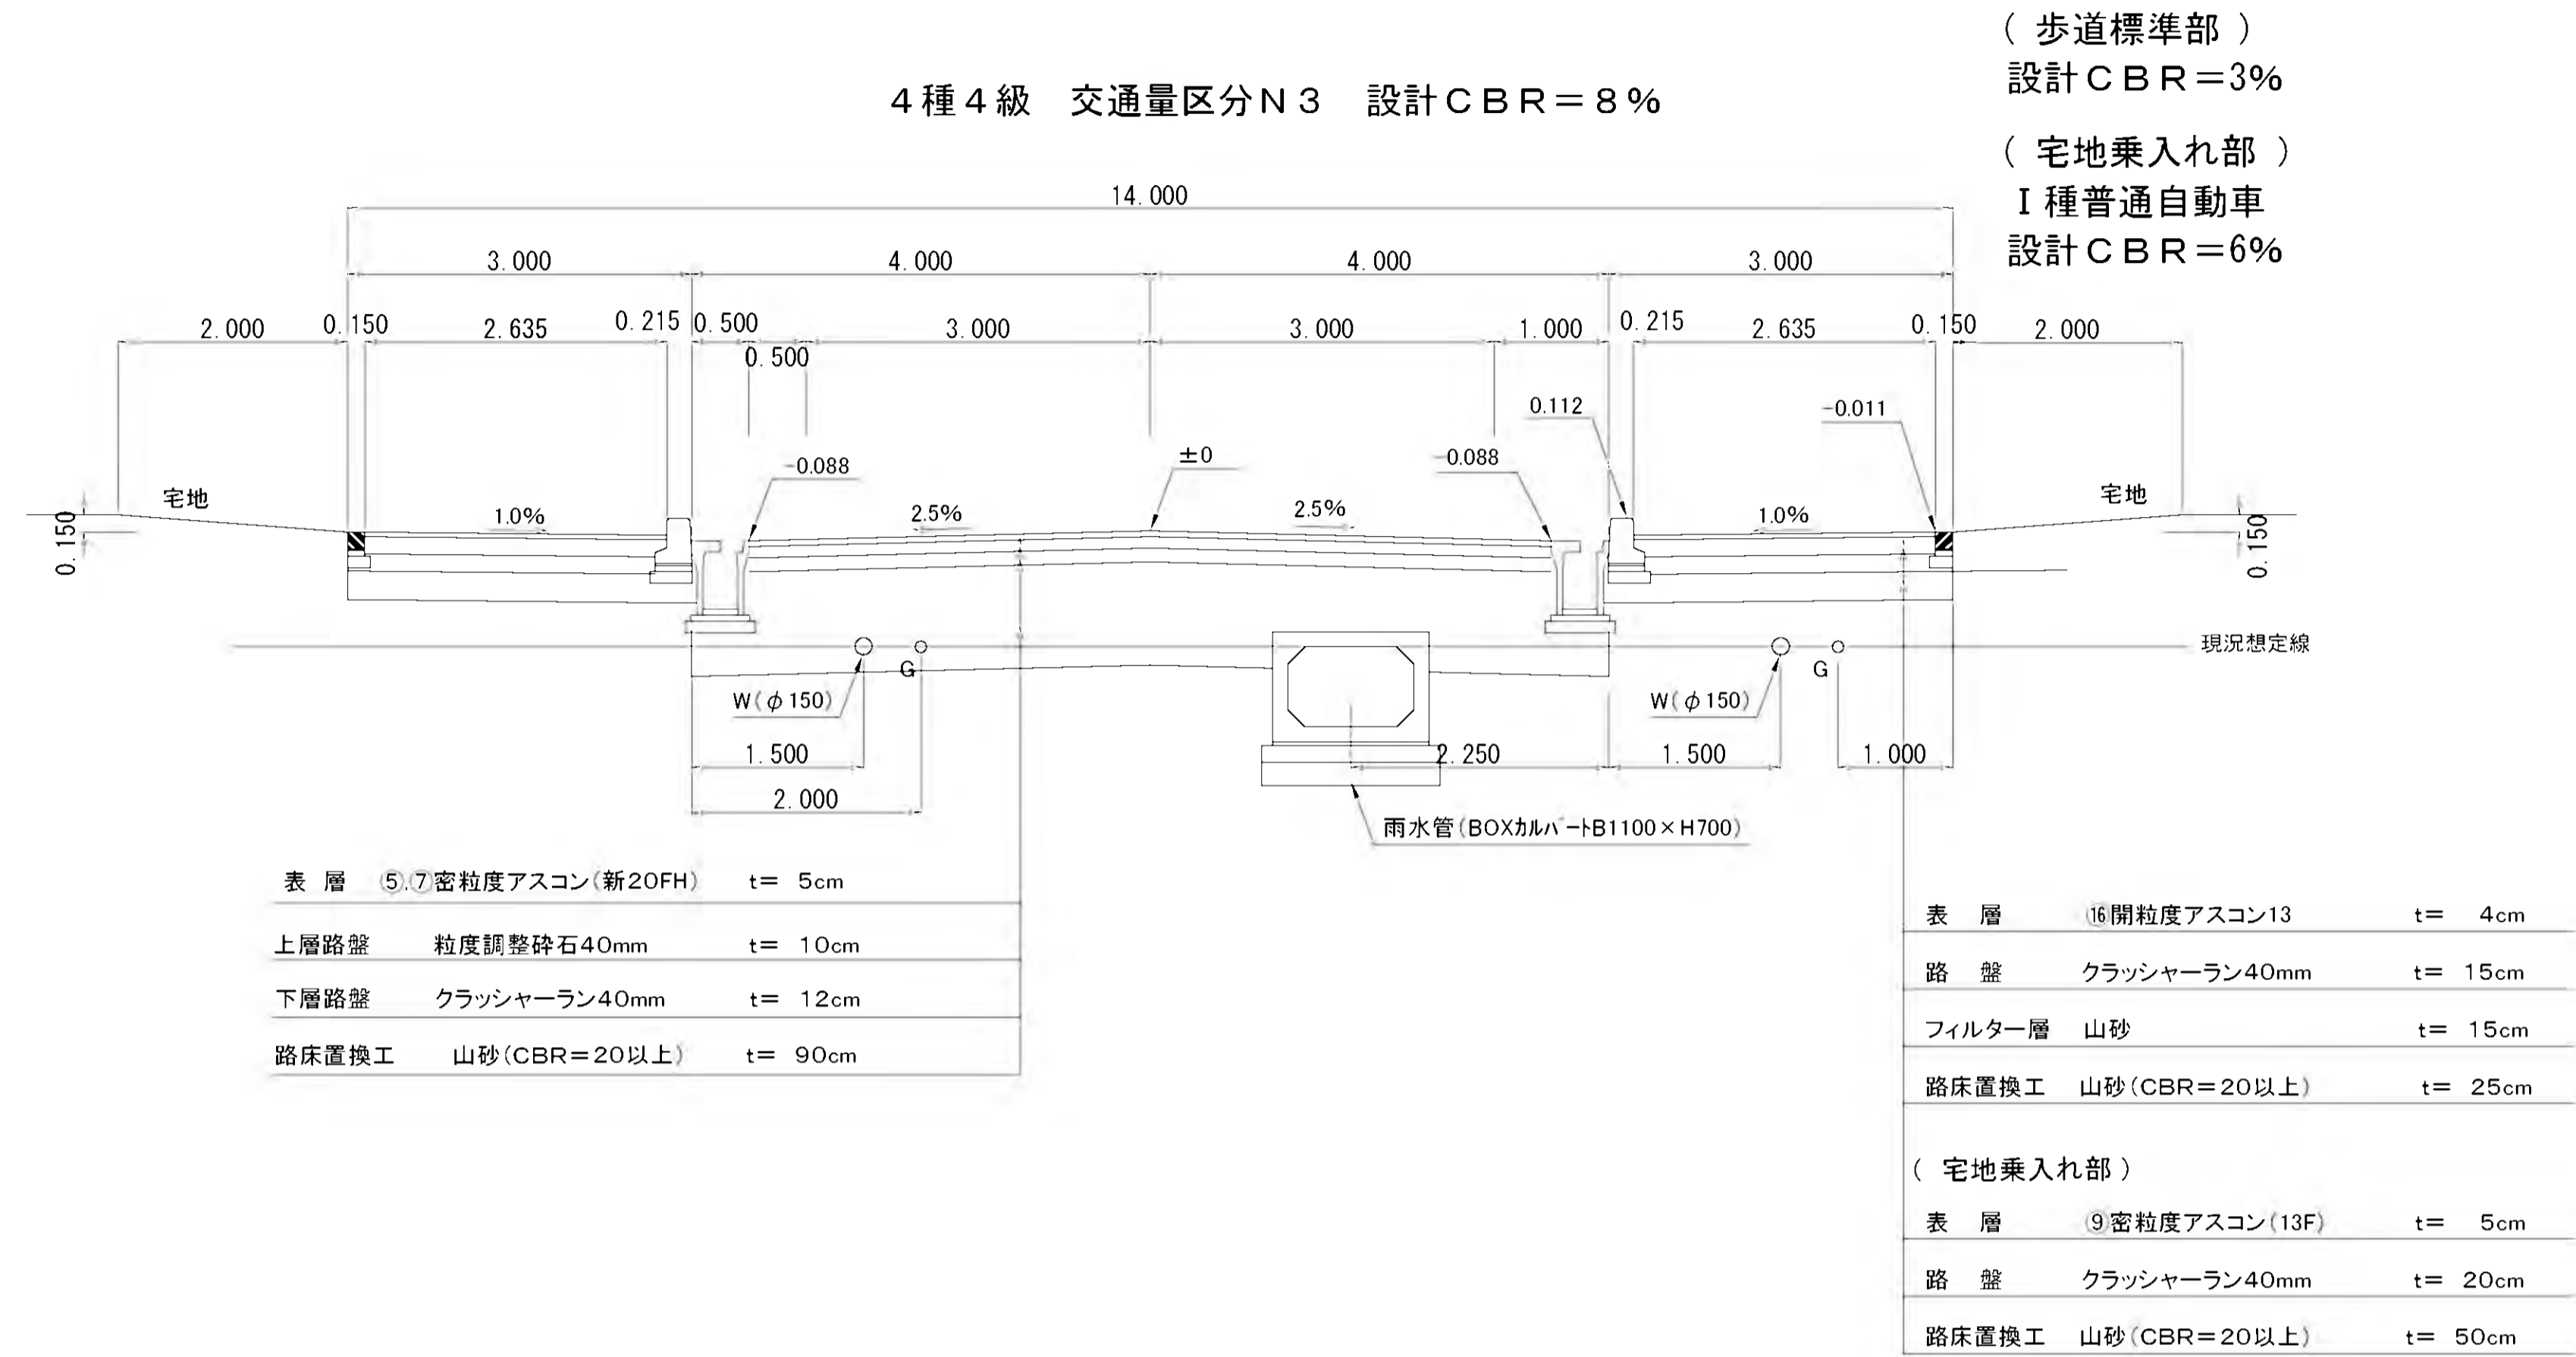 (歩道標準部)
設計CBR=3%
4種4級 交通量区分N3 設計CBR=8%
(宅地乗入れ部)
I種普通自動車
設計CBR=6%
14.000
3.000 4.000 4.000 3.000
2.000 0.150 2.635 0.215 0.500 3.000 3.000 1.000 0.215 2.635 0.150 2.000
0.500
0.112 -0.011
-0.088 ±0 -0.088
宅地 1.0% 2.5% 2.5% 1.0% 宅地
0.150 0.150
現況想定線
G G
W(φ150) W(φ150)
1.500 2.250 1.500 1.000
2.000
雨水管(BOXカルバートB1100×H700)
表層 ⑤.⑦密粒度アスコン(新20FH) t= 5cm
上層路盤 粒度調整砕石40mm t= 10cm
下層路盤 クラッシャーラン40mm t= 12cm
路床置換工 山砂(CBR=20以上) t= 90cm
表層 ⑯開粒度アスコン13 t= 4cm
路盤 クラッシャーラン40mm t= 15cm
フィルター層 山砂 t= 15cm
路床置換工 山砂(CBR=20以上) t= 25cm
(宅地乗入れ部)
表層 ⑨密粒度アスコン(13F) t= 5cm
路盤 クラッシャーラン40mm t= 20cm
路床置換工 山砂(CBR=20以上) t= 50cm